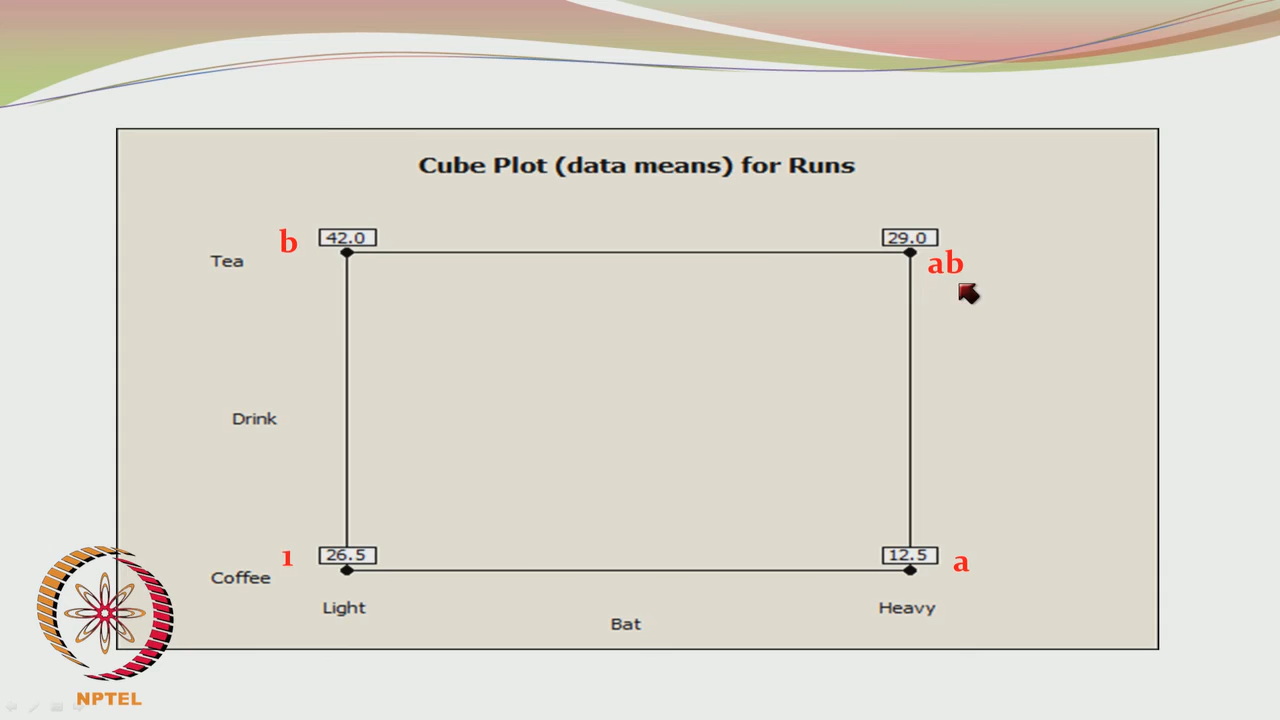 Cube Plot (data means) for Runs
b 42.0 29.0
Tea ab
Drink
1 26.5 12.5 a
Coffee
Light Heavy
Bat
NPTEL